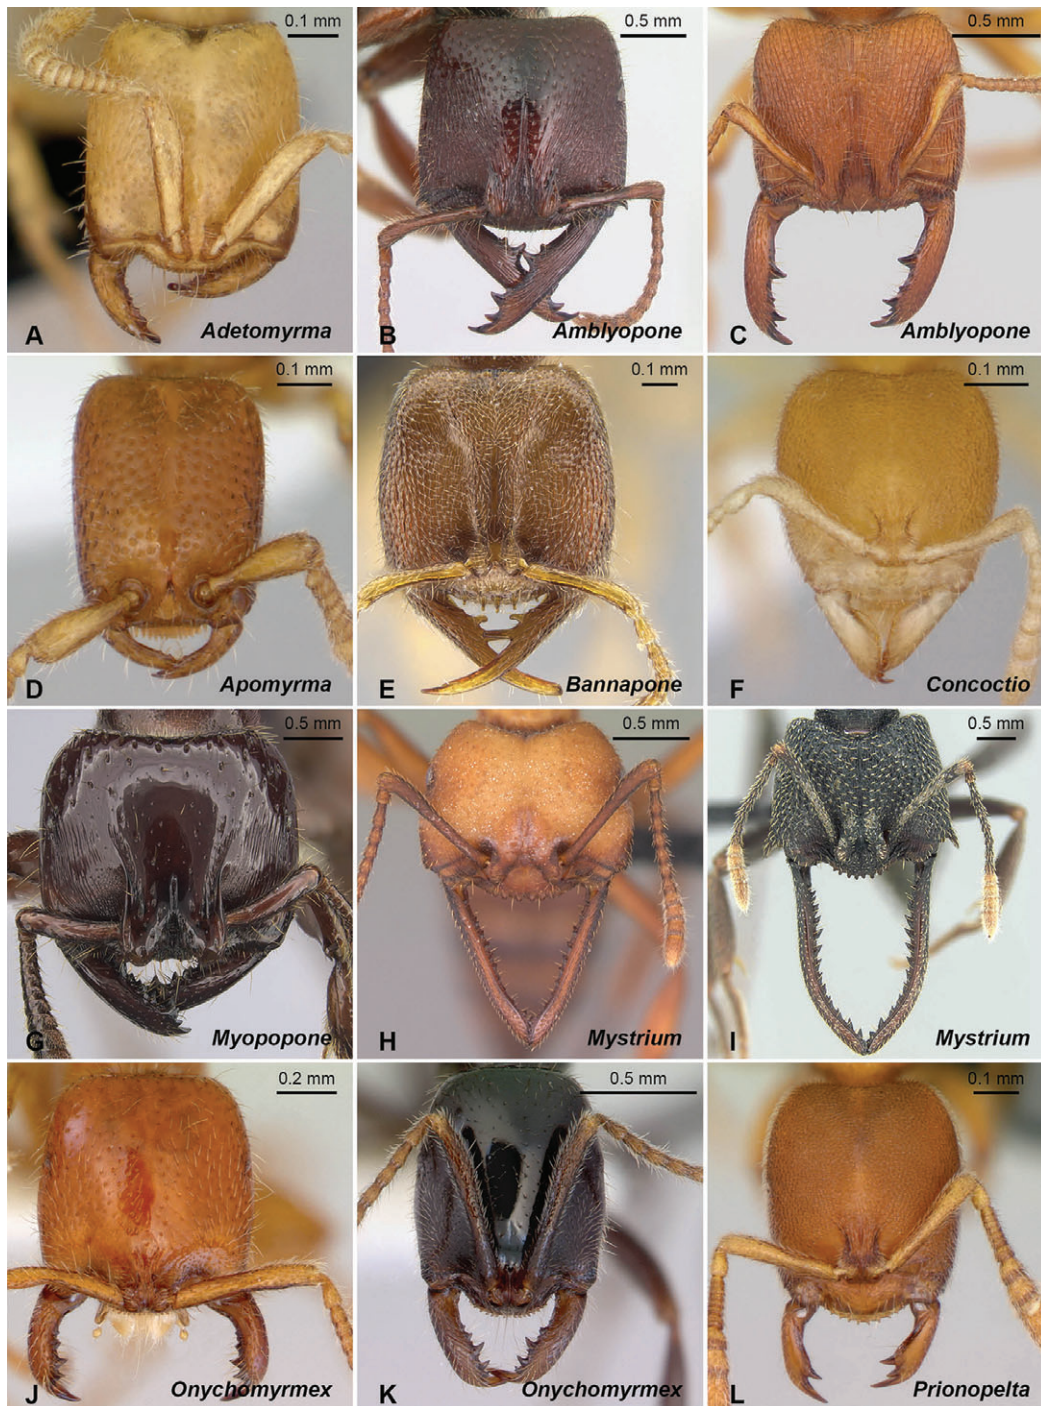 0.1 mm
A
Adetomyrma
0.5 mm
B
Amblyopone
0.5 mm
C
Amblyopone
0.1 mm
D
Apomyrma
0.1 mm
E
Bannapone
0.1 mm
F
Concoctio
0.5 mm
G
Myopopone
0.5 mm
H
Mystrium
0.5 mm
I
Mystrium
0.2 mm
J
Onychomyrmex
0.5 mm
K
Onychomyrmex
0.1 mm
L
Prionopelta